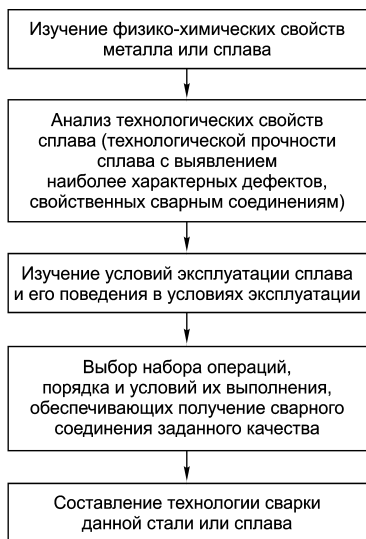 Изучение физико-химических свойств
металла или сплава
Анализ технологических свойств
сплава (технологической прочности
сплава с выявлением
наиболее характерных дефектов,
свойственных сварным соединениям)
Изучение условий эксплуатации сплава
и его поведения в условиях эксплуатации
Выбор набора операций,
порядка и условий их выполнения,
обеспечивающих получение сварного
соединения заданного качества
Составление технологии сварки
данной стали или сплава